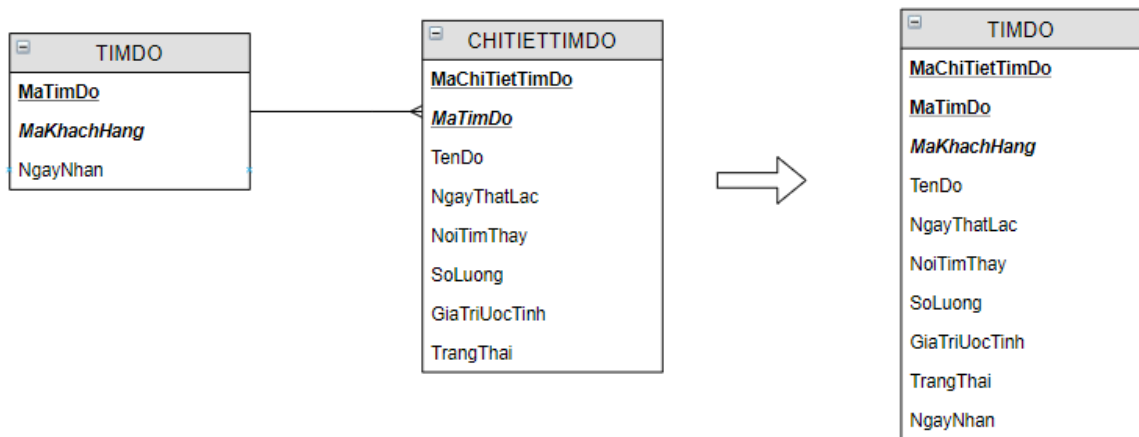 TIMDO
MaTimDo
MaKhachHang
NgayNhan
CHITIETTIMDO
MaChiTietTimDo
MaTimDo
TenDo
NgayThatLac
NoiTimThay
SoLuong
GiaTriUocTinh
TrangThai
TIMDO
MaChiTietTimDo
MaTimDo
MaKhachHang
TenDo
NgayThatLac
NoiTimThay
SoLuong
GiaTriUocTinh
TrangThai
NgayNhan